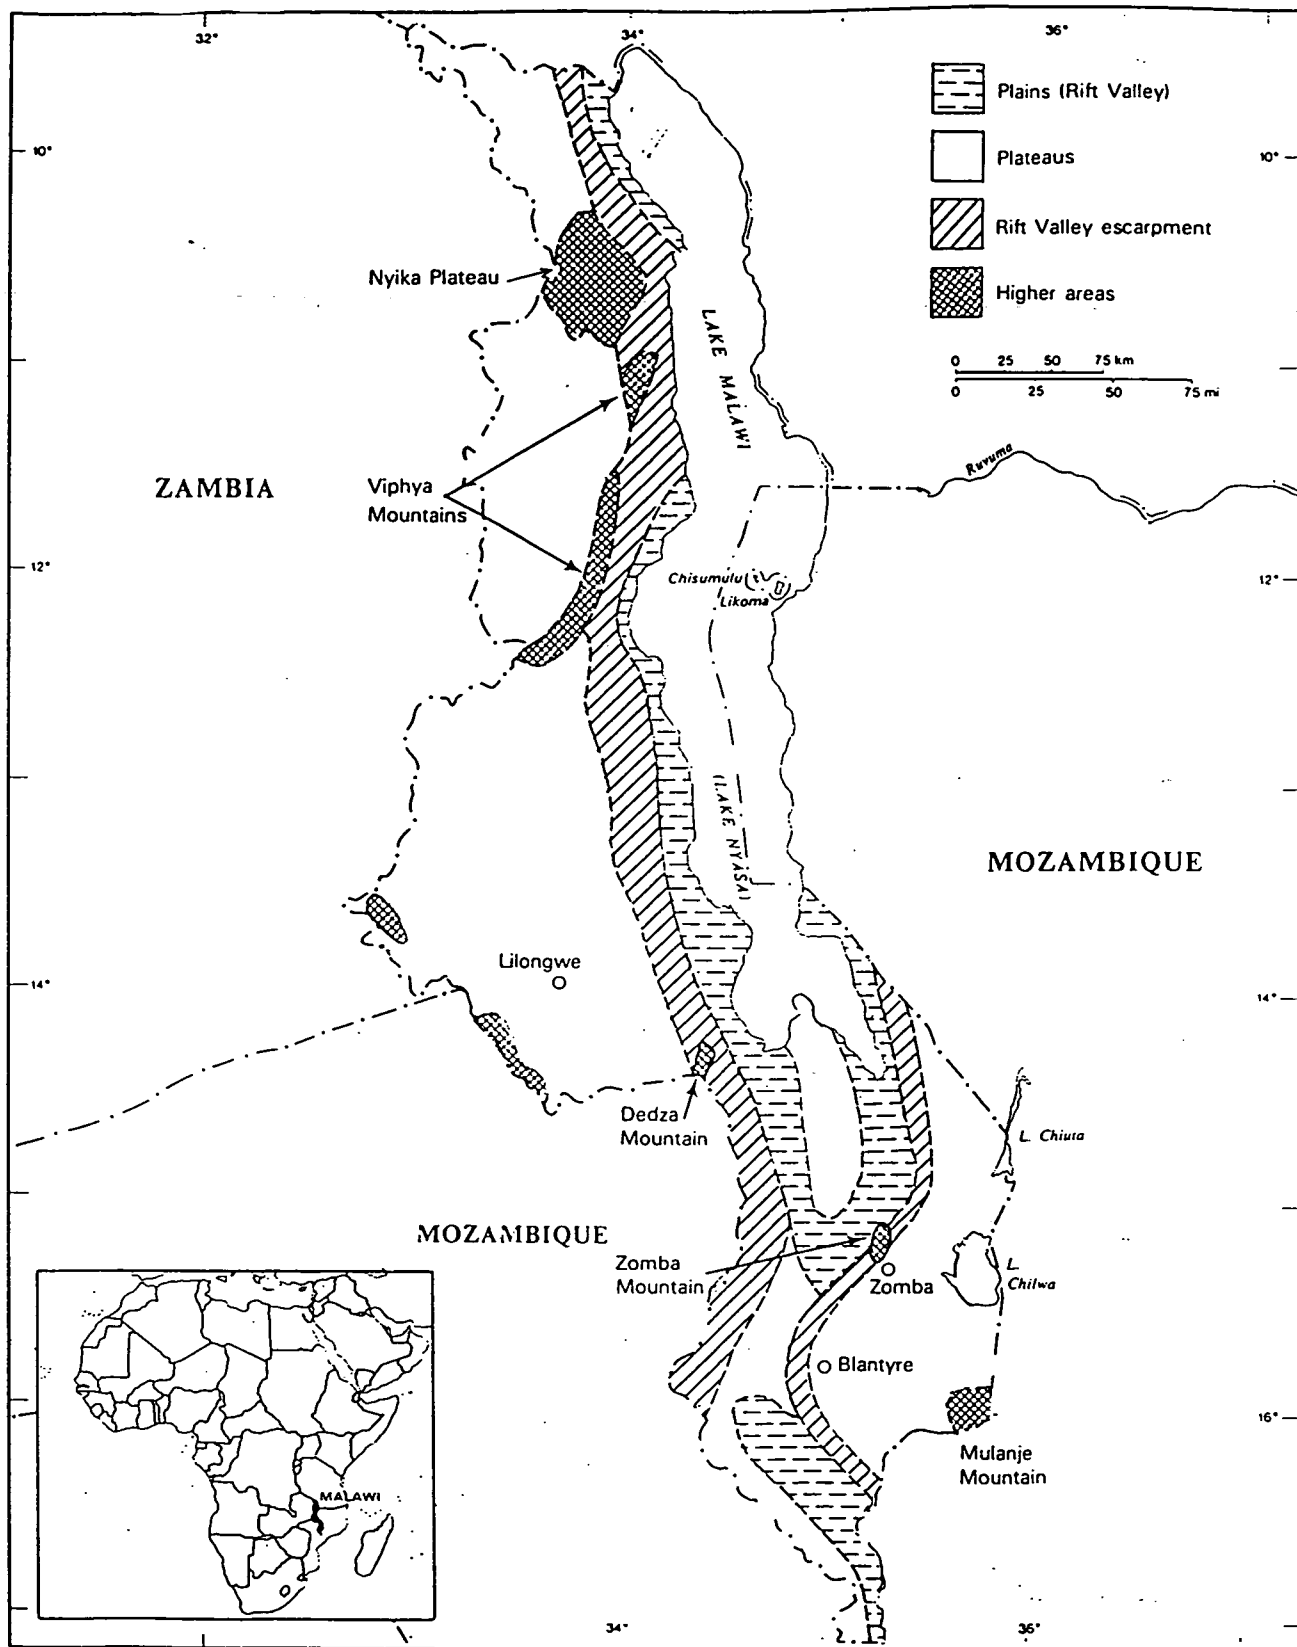 32°
34°
36°
Plains (Rift Valley)
10°
Plateaus
10°
Rift Valley escarpment
Nyika Plateau
Higher areas
LAKE MALAWI
0 25 50 75 km
0 25 50 75 mi
Ruvuma
ZAMBIA
Viphya
Mountains
12°
Chisumulu
Likoma
12°
(LAKE NYASA)
MOZAMBIQUE
Lilongwe
14°
14°
Dedza
Mountain
L. Chiuta
MOZAMBIQUE
Zomba
Mountain
Zomba
L.
Chilwa
Blantyre
16°
Mulanje
Mountain
MALAWI
34°
36°